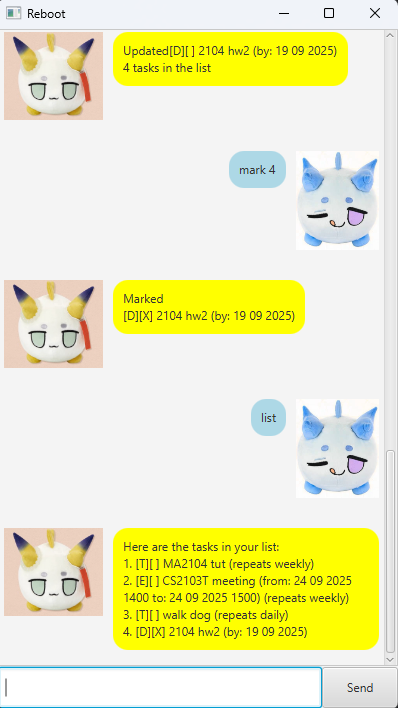 Reboot
Updated[D][ ] 2104 hw2 (by: 19 09 2025)
4 tasks in the list
mark 4
Marked
[D][X] 2104 hw2 (by: 19 09 2025)
list
Here are the tasks in your list:
1. [T][ ] MA2104 tut (repeats weekly)
2. [E][ ] CS2103T meeting (from: 24 09 2025
1400 to: 24 09 2025 1500) (repeats weekly)
3. [T][ ] walk dog (repeats daily)
4. [D][X] 2104 hw2 (by: 19 09 2025)
Send